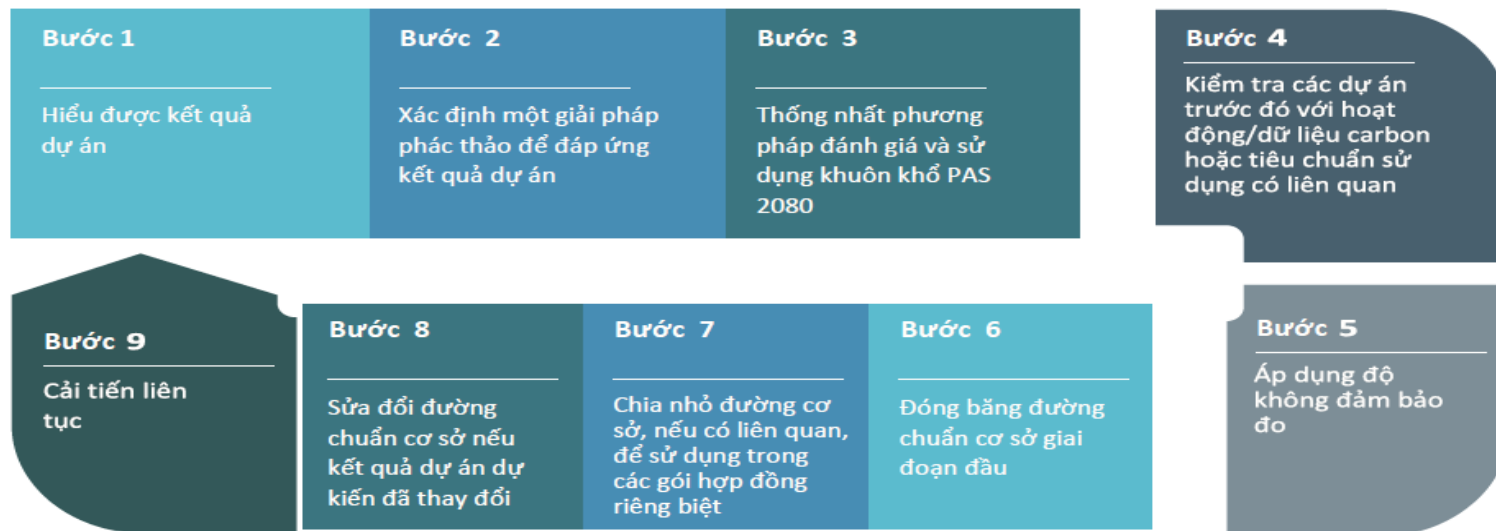 Bước 1
Hiểu được kết quả
dự án
Bước 2
Xác định một giải pháp
phác thảo để đáp ứng
kết quả dự án
Bước 3
Thống nhất phương
pháp đánh giá và sử
dụng khuôn khổ PAS
2080
Bước 4
Kiểm tra các dự án
trước đó với hoạt
động/dữ liệu carbon
hoặc tiêu chuẩn sử
dụng có liên quan
Bước 5
Áp dụng độ
không đảm bảo
đo
Bước 6
Đóng băng đường
chuẩn cơ sở giai
đoạn đầu
Bước 7
Chia nhỏ đường cơ
sở, nếu có liên quan,
để sử dụng trong
các gói hợp đồng
riêng biệt
Bước 8
Sửa đổi đường
chuẩn cơ sở nếu
kết quả dự án dự
kiến đã thay đổi
Bước 9
Cải tiến liên
tục